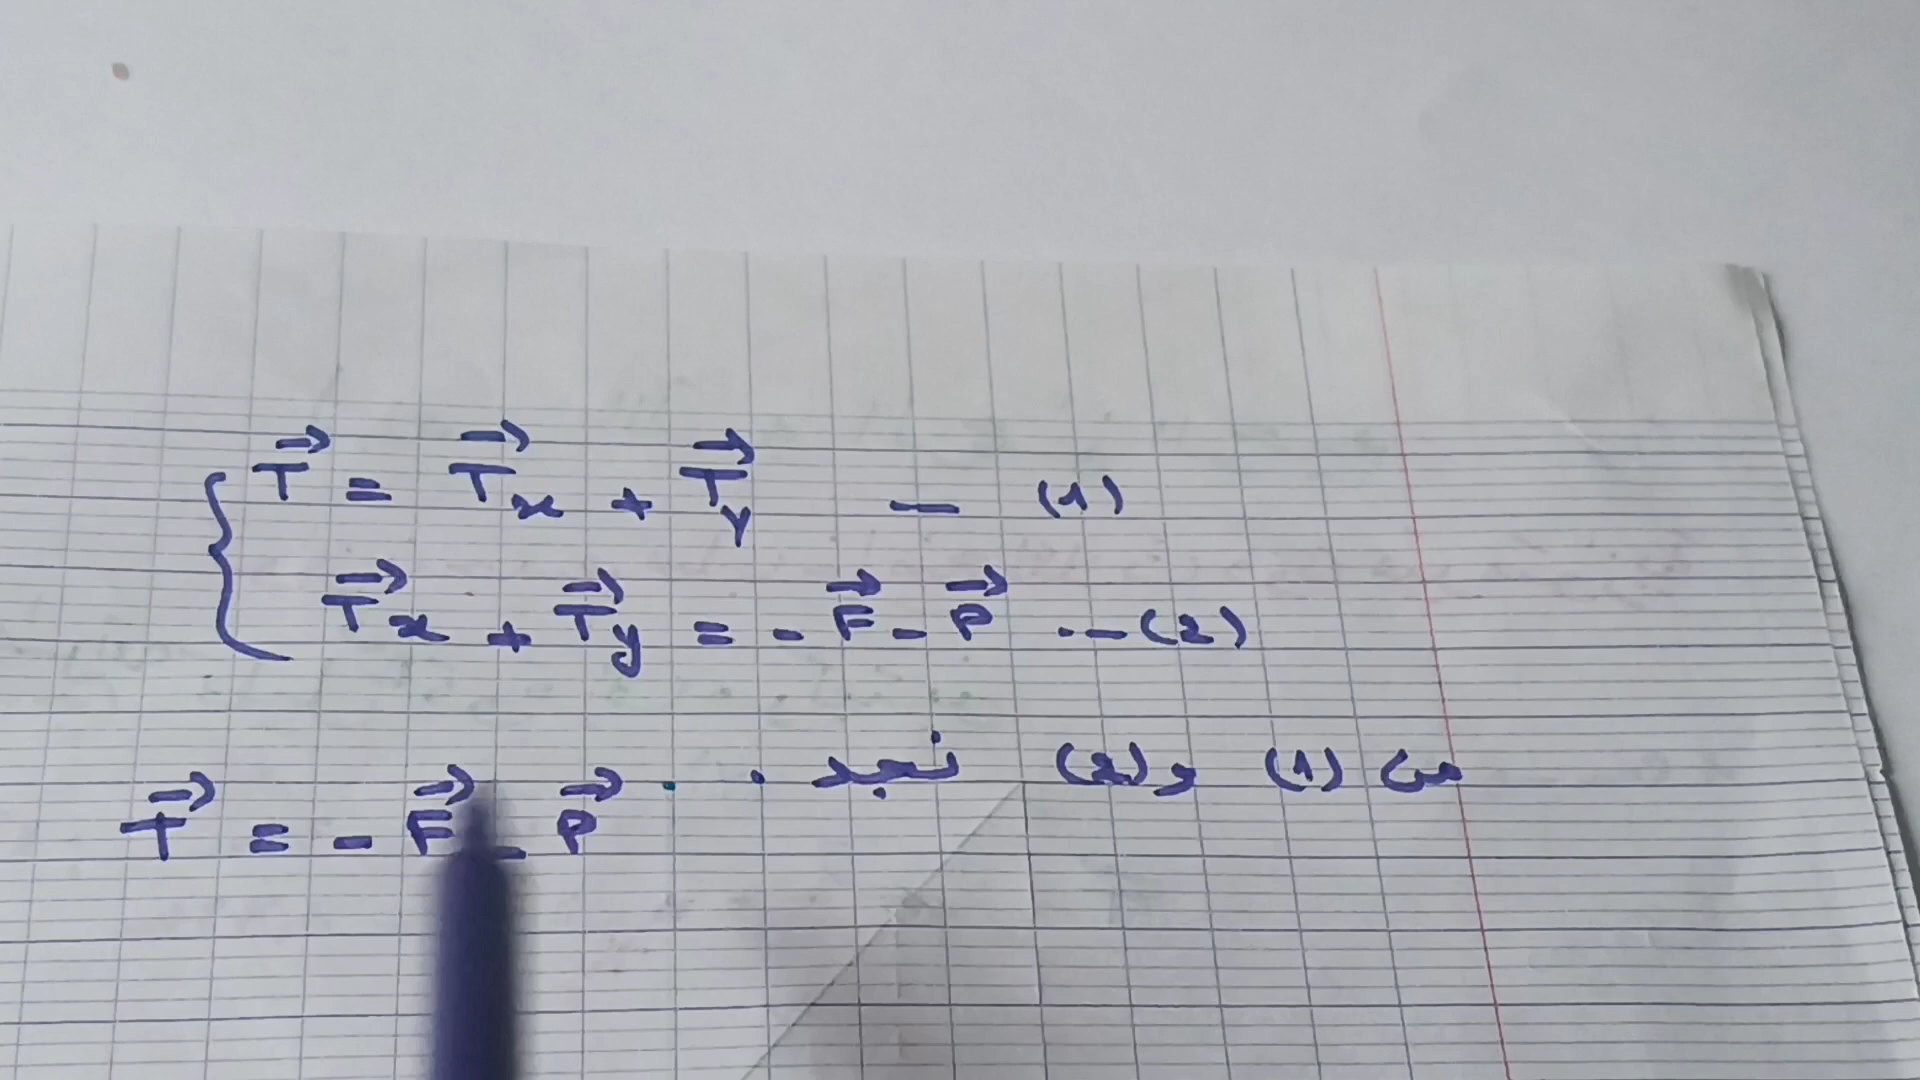 { T⃗ = T⃗x + T⃗y — (1)
T⃗x + T⃗y = - F⃗ - P⃗ .— (2)
من (1) و (2) نجد . .
T⃗ = - F⃗ - P⃗